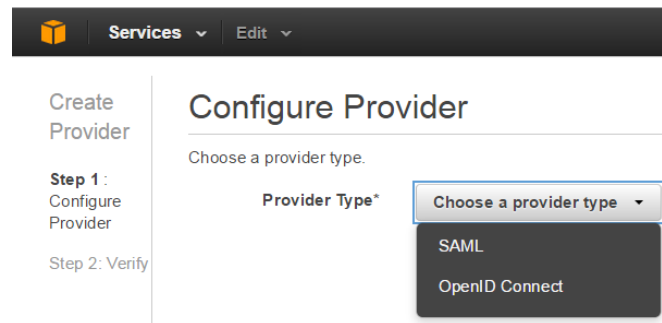 Services Edit
Create
Provider
Step 1 :
Configure
Provider
Step 2: Verify
Configure Provider
Choose a provider type.
Provider Type* Choose a provider type
SAML
OpenID Connect